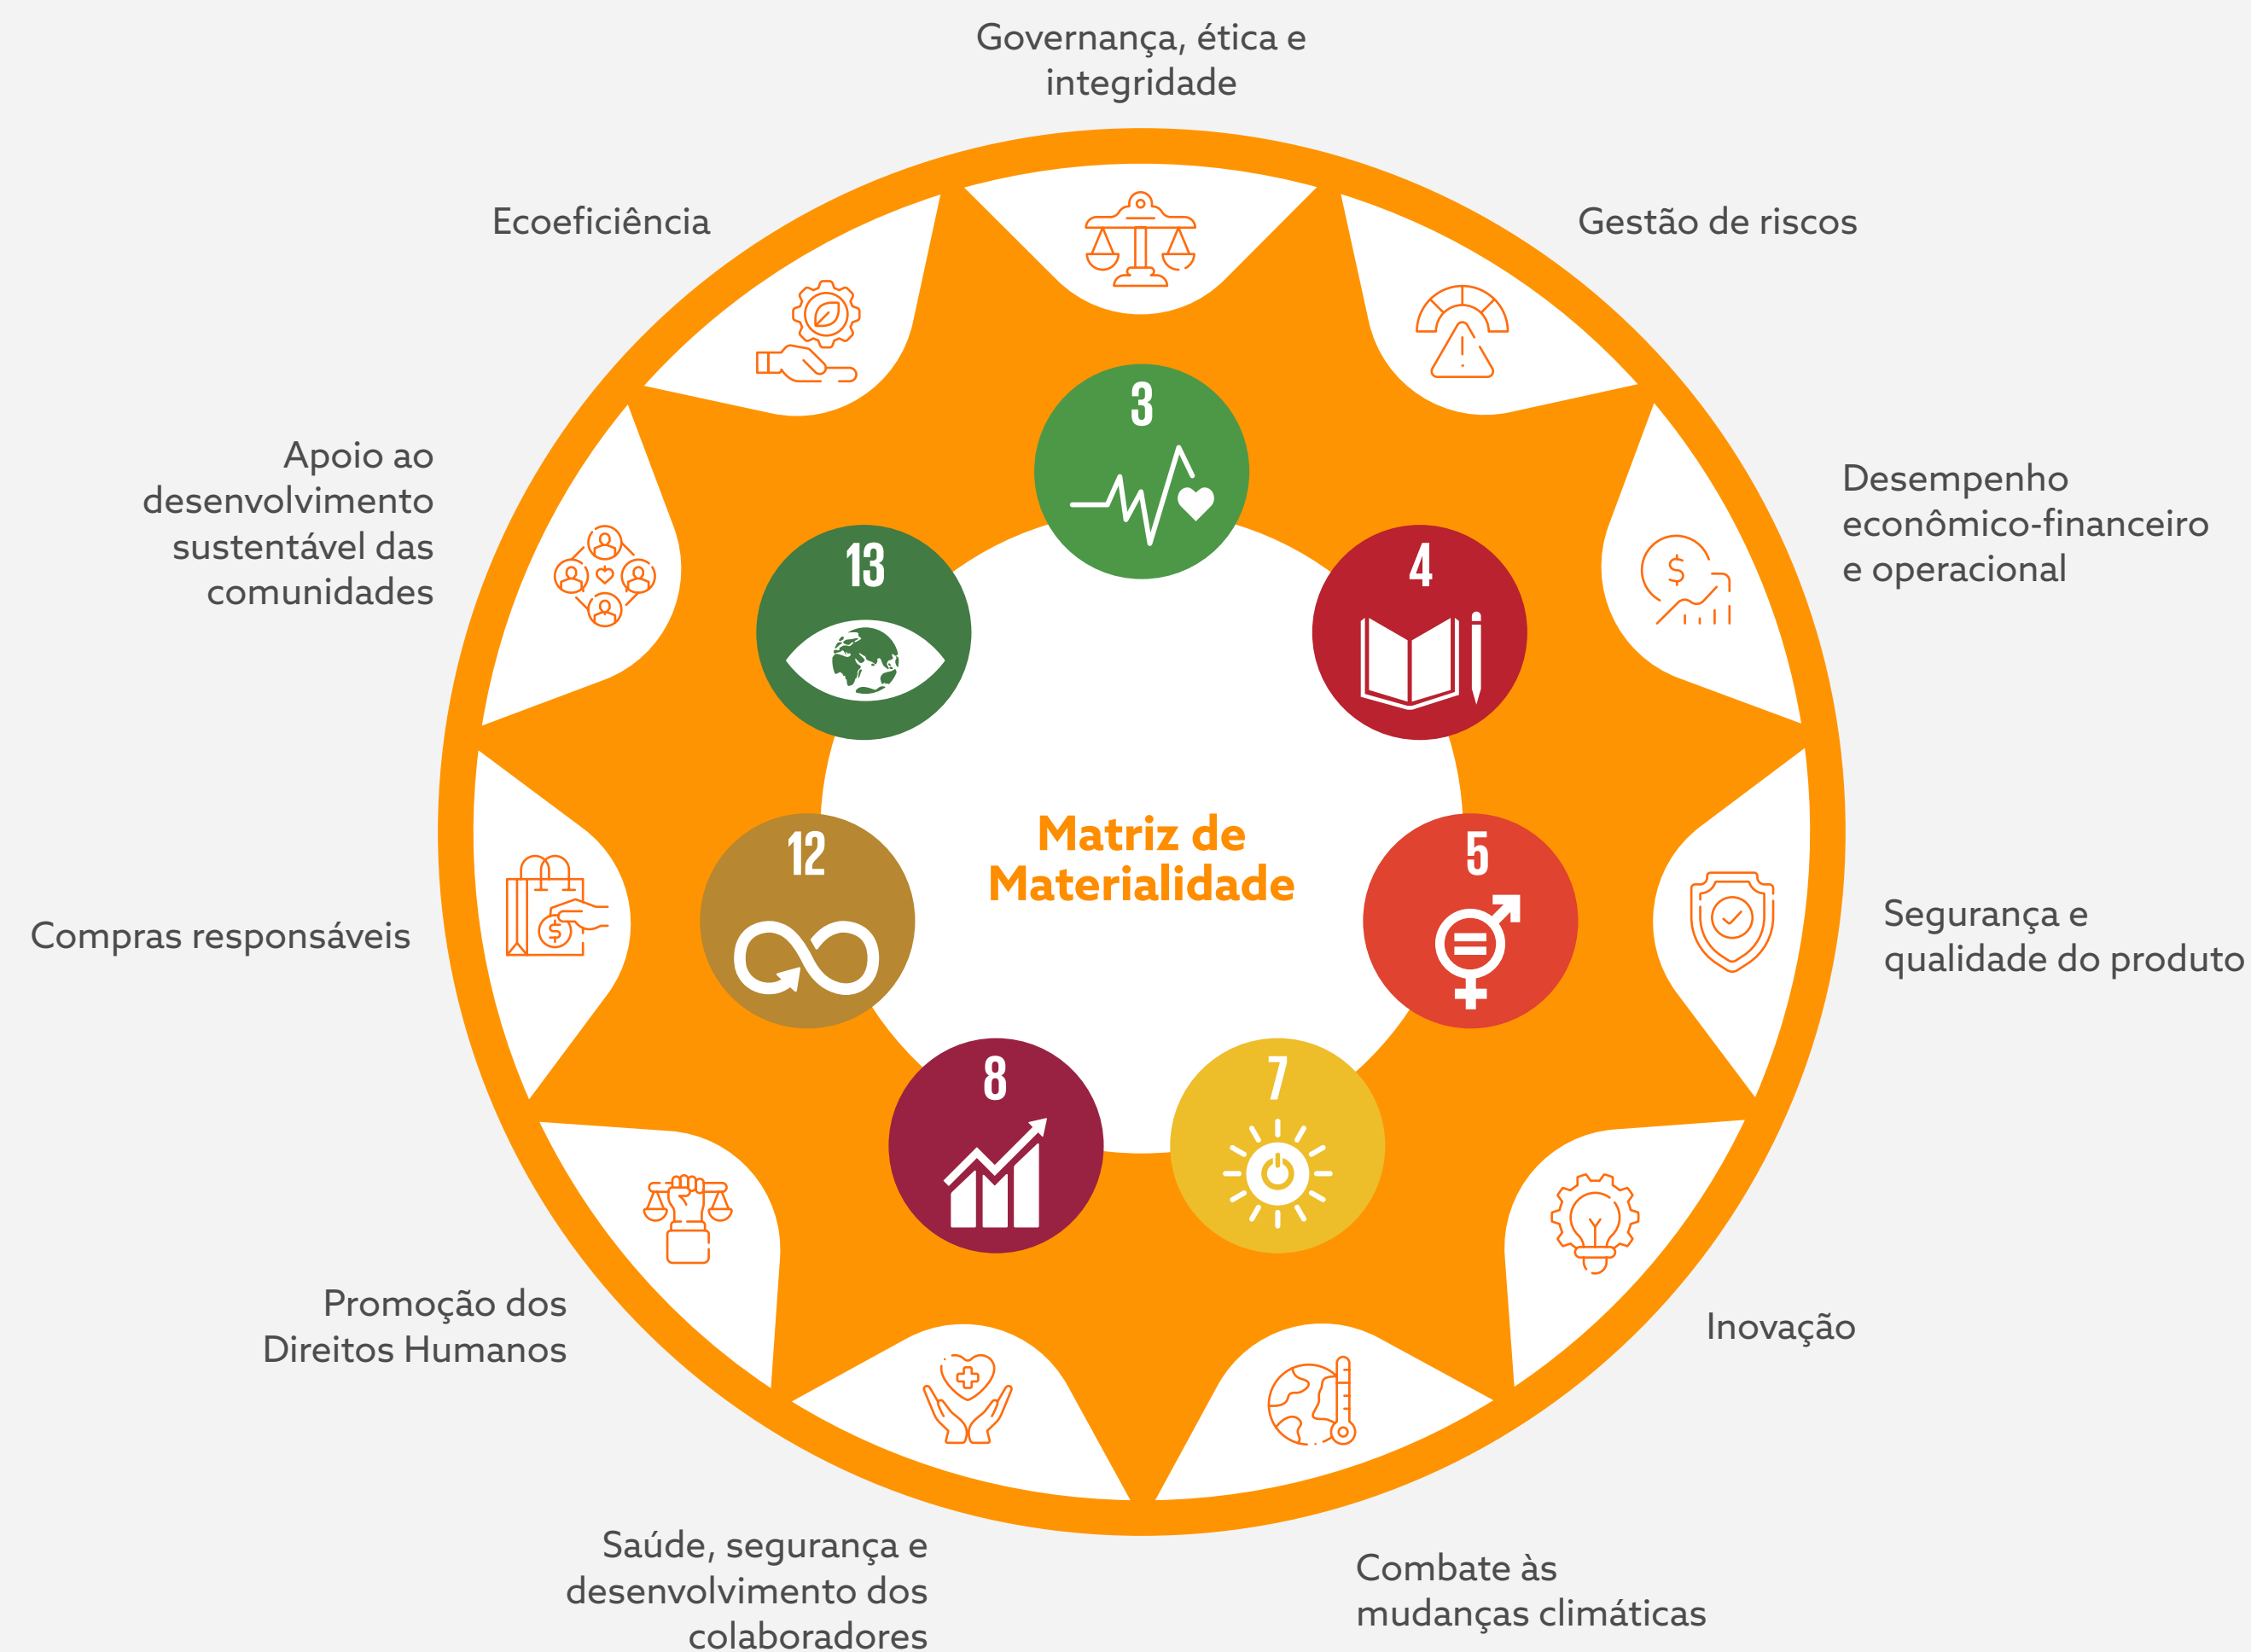 Governança, ética e
integridade
Gestão de riscos
Desempenho
econômico-financeiro
e operacional
Segurança e
qualidade do produto
Inovação
Combate às
mudanças climáticas
Saúde, segurança e
desenvolvimento dos
colaboradores
Promoção dos
Direitos Humanos
Compras responsáveis
Apoio ao
desenvolvimento
sustentável das
comunidades
Ecoeficiência
3
4
5
7
8
12
13
Matriz de
Materialidade